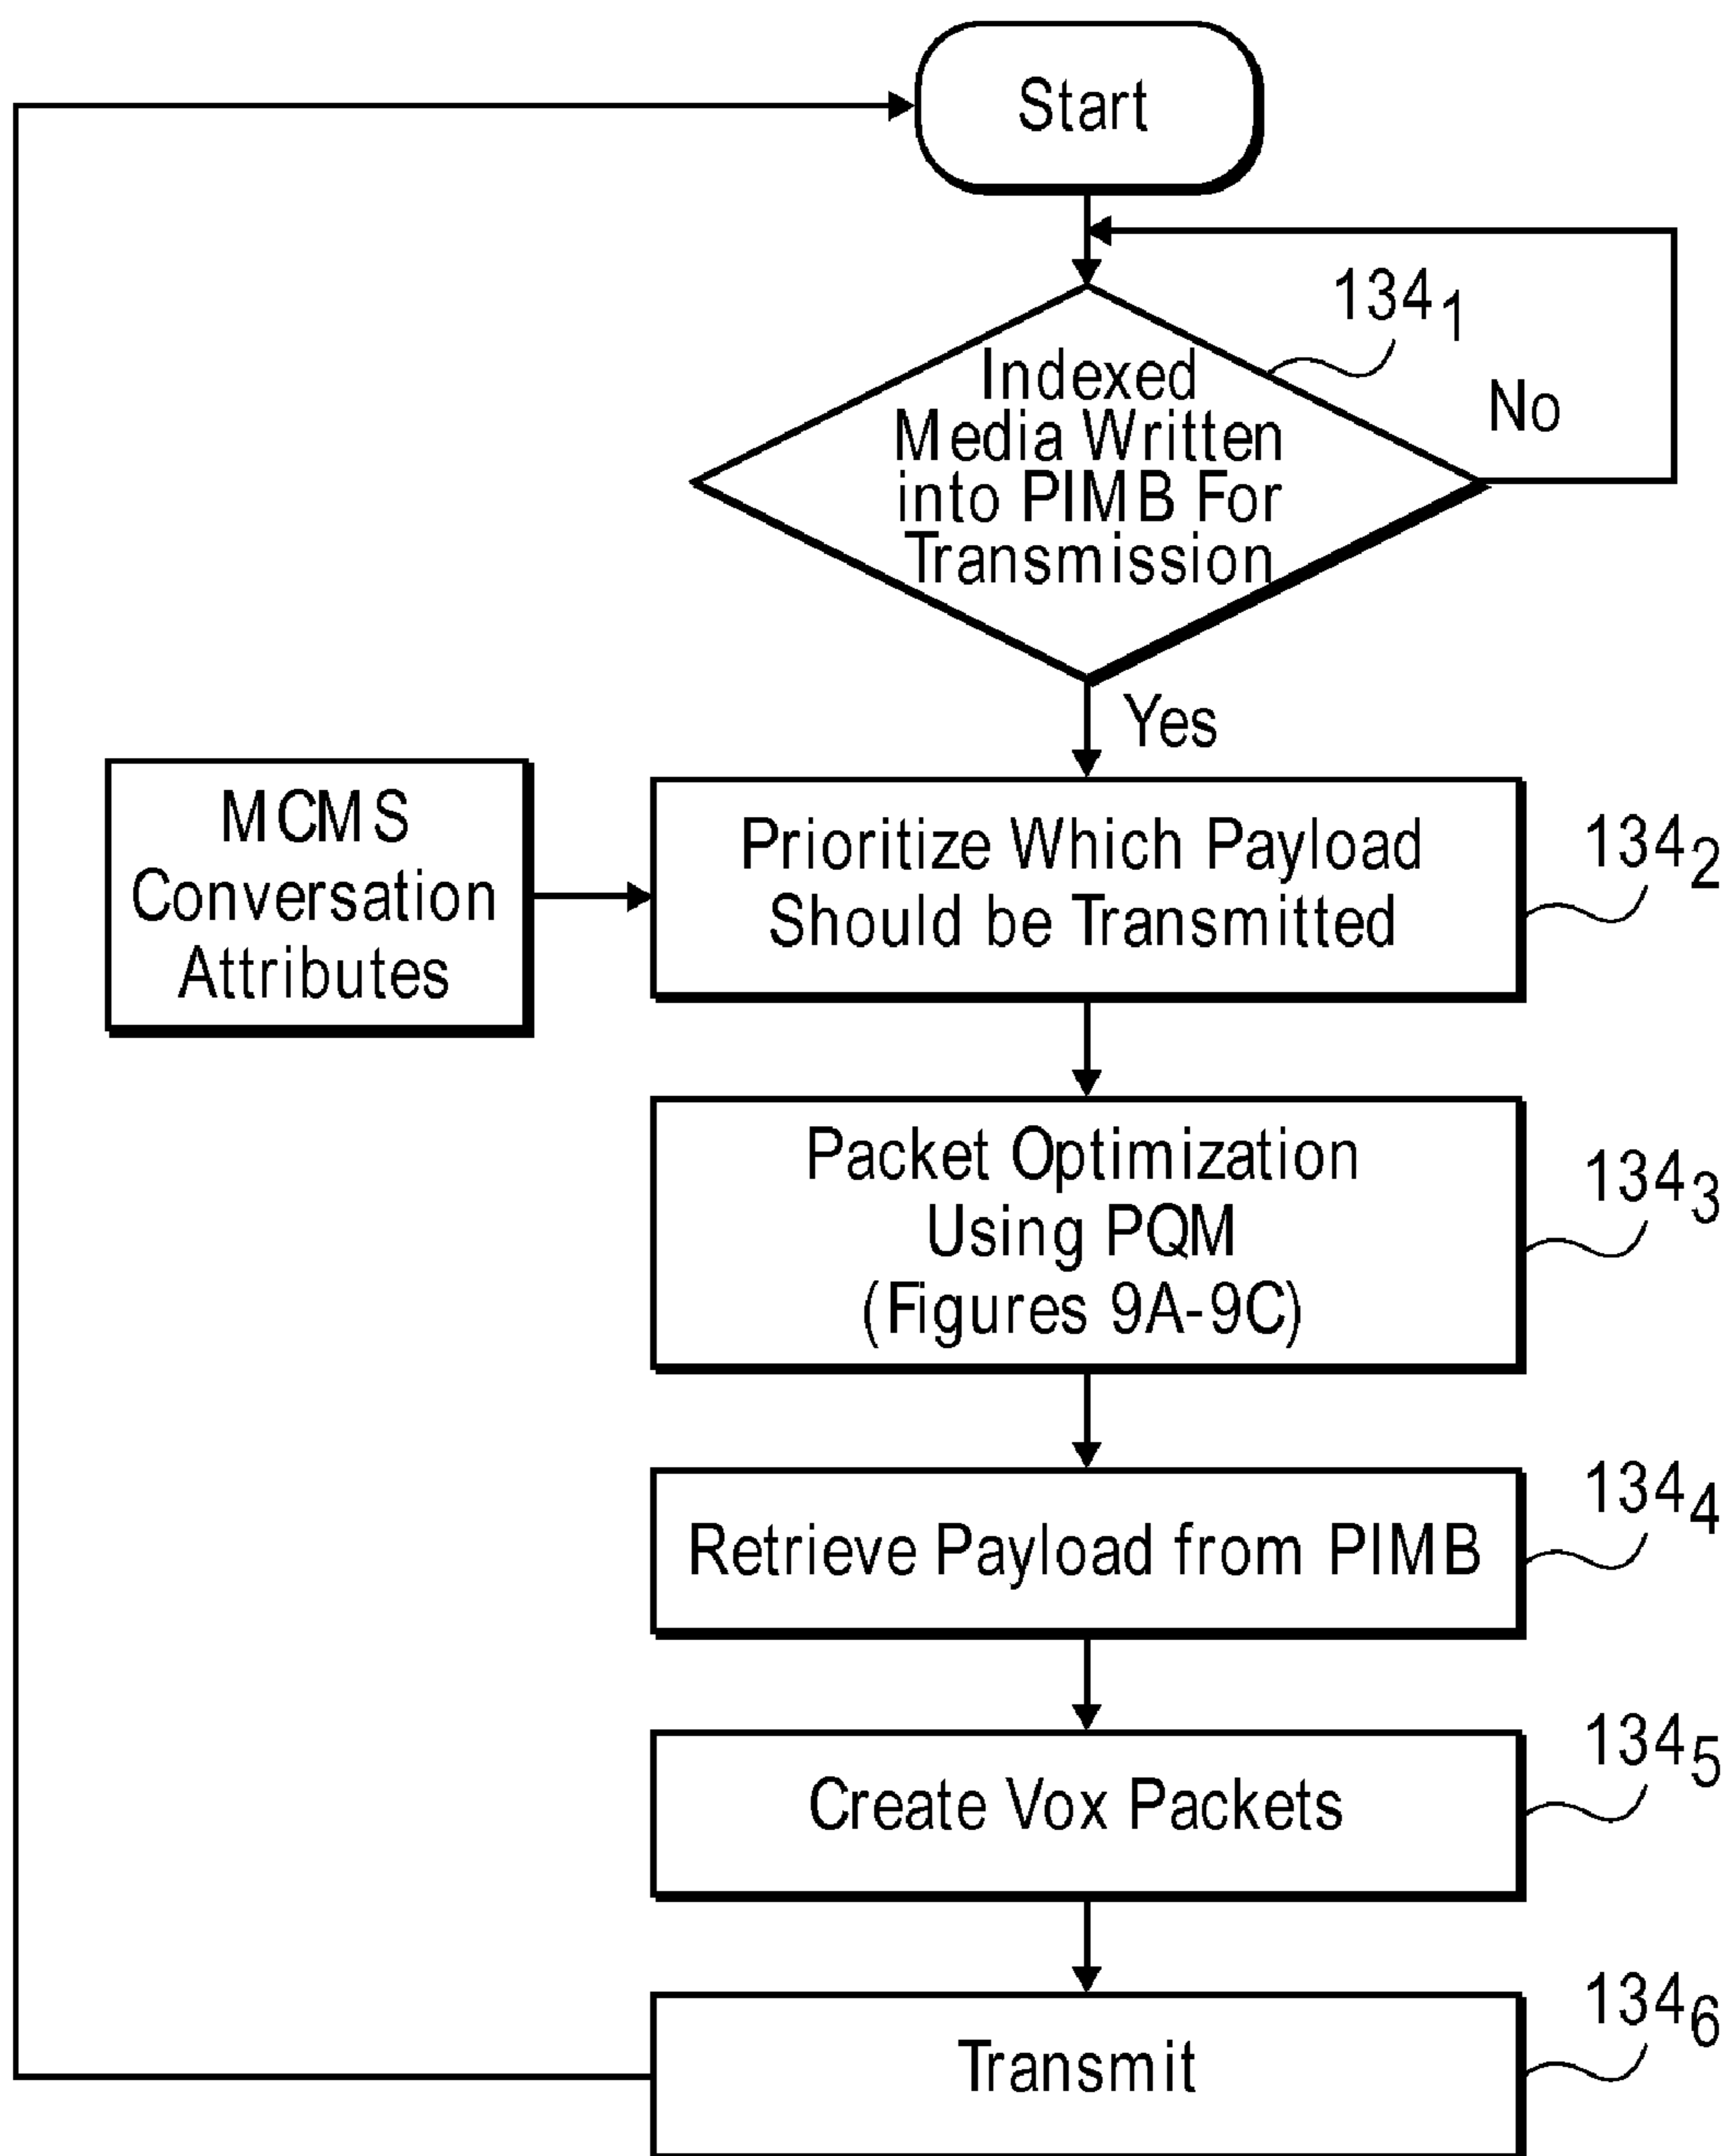 Start
134₁
Indexed
Media Written
into PIMB For
Transmission
No
Yes
MCMS
Conversation
Attributes
Prioritize Which Payload
Should be Transmitted
134₂
Packet Optimization
Using PQM
(Figures 9A-9C)
134₃
Retrieve Payload from PIMB
134₄
Create Vox Packets
134₅
Transmit
134₆